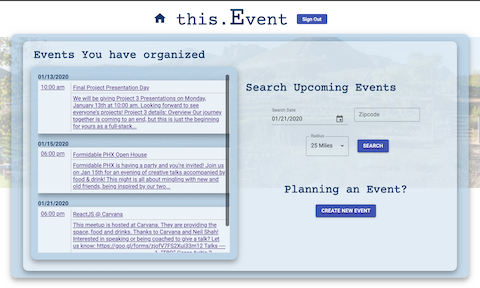 this.Event
Sign Out
Events You have organized
01/13/2020
10:00 am
Final Project Presentation Day
We will be giving Project 3 Presentations on Monday,
January 13th at 10:00 am. Looking forward to see
everyone's projects! Project 3 details: Overview Our journey
together is coming to an end, but this is just the beginning
for yours as a full-stack...
01/15/2020
06:00 pm
Formidable PHX Open House
Formidable PHX is having a party and you're invited! Join us
on Jan 15th for an evening of creative talks accompanied by
food & drink! This night is all about mingling with new and
old friends, being inspired by our two...
01/21/2020
06:00 pm
ReactJS @ Carvana
This meetup is hosted at Carvana. They are providing the
space, food and drinks. Thanks to Carvana and Neil Shah!
Interested in speaking or being coached to give a talk? Let
us know:
Talks ----
Search Upcoming Events
Search Date
01/21/2020
Zipcode
Radius
25 Miles
SEARCH
Planning an Event?
CREATE NEW EVENT